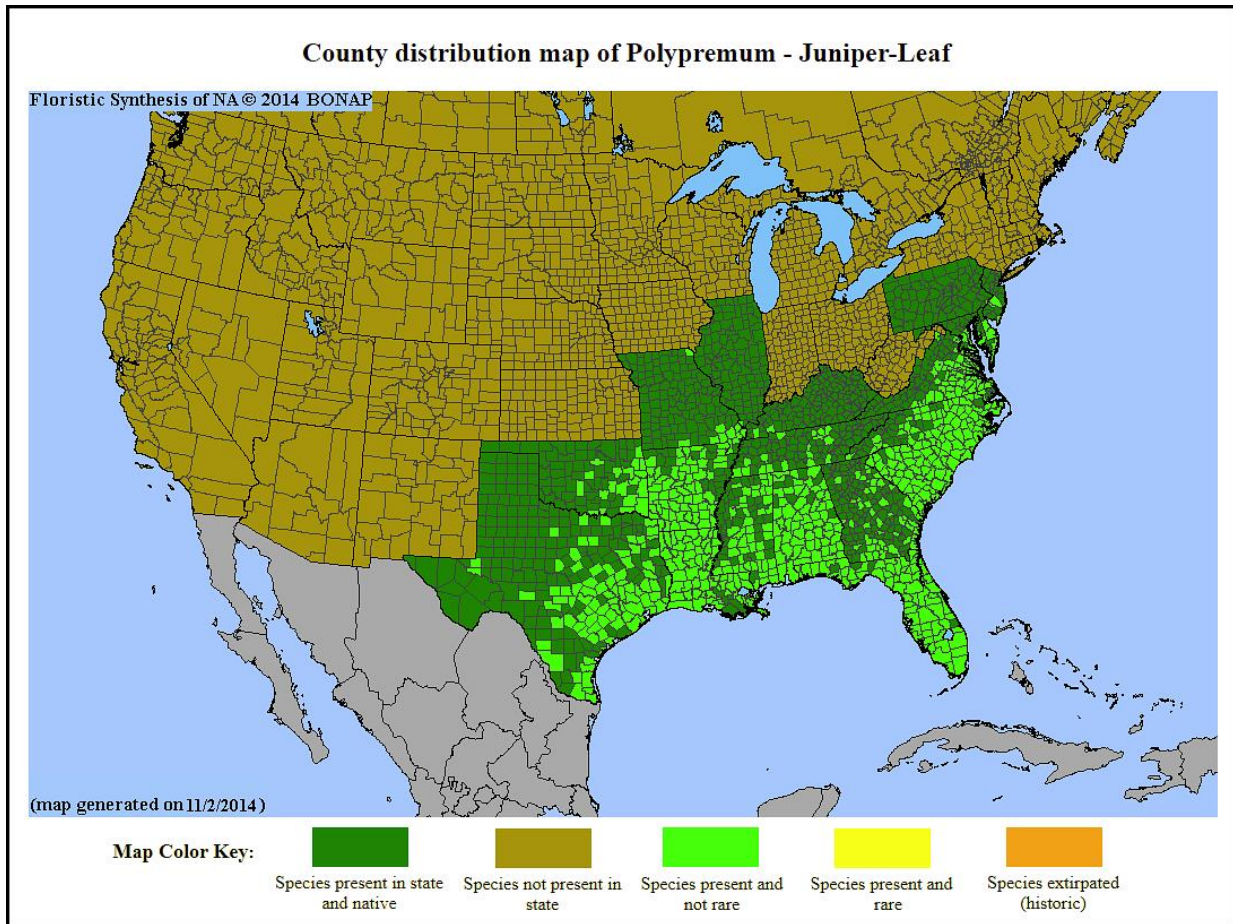 County distribution map of Polypremum - Juniper-Leaf
Floristic Synthesis of NA © 2014 BONAP
(map generated on 11/2/2014)
Map Color Key:
Species present in state
and native
Species not present in
state
Species present and
not rare
Species present and
rare
Species extirpated
(historic)